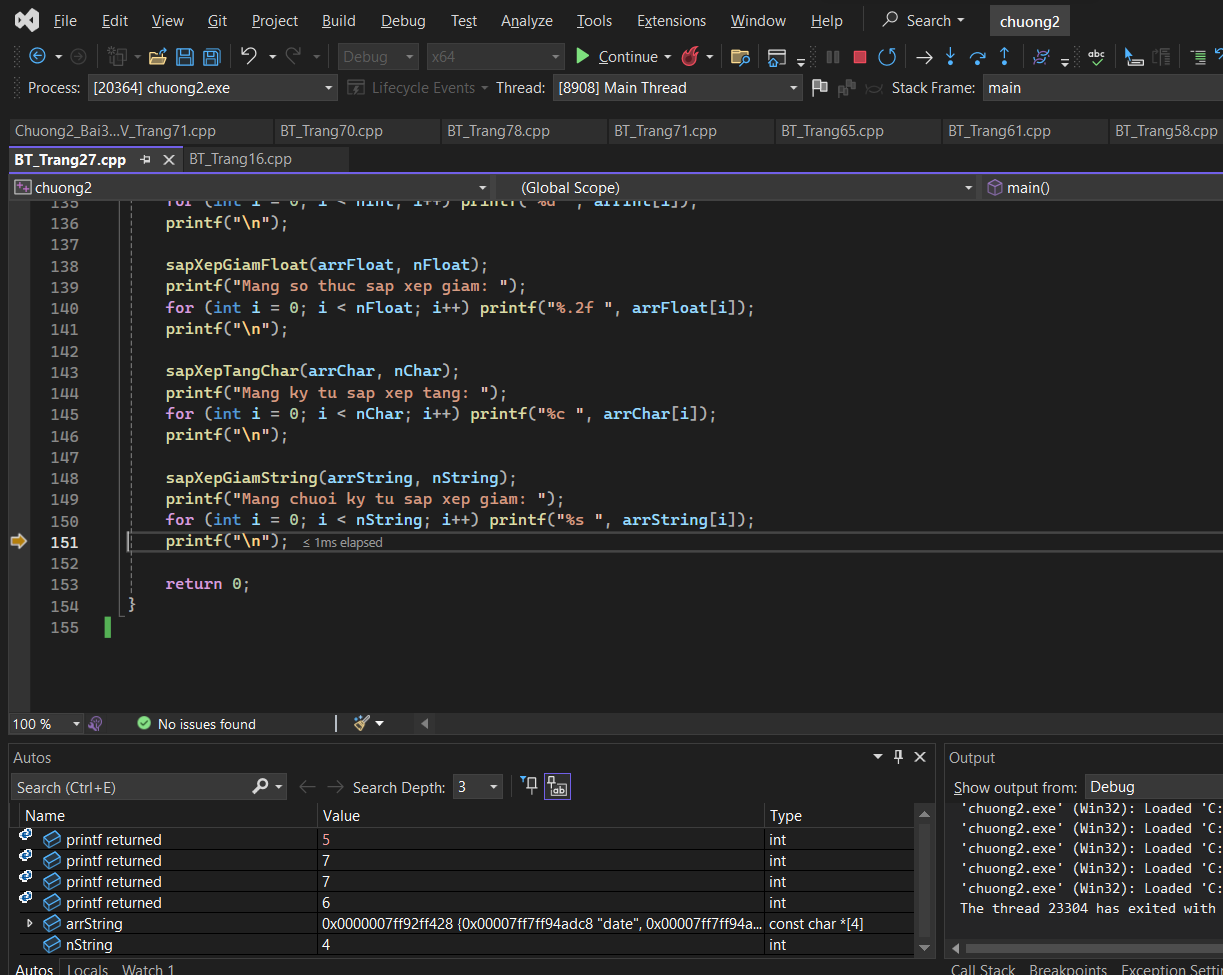 File Edit View Git Project Build Debug Test Analyze Tools Extensions Window Help Search chuong2
Debug x64 Continue
Process: [20364] chuong2.exe Lifecycle Events Thread: [8908] Main Thread Stack Frame: main
Chuong2_Bai3...V_Trang71.cpp BT_Trang70.cpp BT_Trang78.cpp BT_Trang71.cpp BT_Trang65.cpp BT_Trang61.cpp BT_Trang58.cpp
BT_Trang27.cpp BT_Trang16.cpp
chuong2 (Global Scope) main()
135 for (int i = 0; i < nInt; i++) printf("%d ", arrInt[i]);
136 printf("\n");
137
138 sapXepGiamFloat(arrFloat, nFloat);
139 printf("Mang so thuc sap xep giam: ");
140 for (int i = 0; i < nFloat; i++) printf("%.2f ", arrFloat[i]);
141 printf("\n");
142
143 sapXepTangChar(arrChar, nChar);
144 printf("Mang ky tu sap xep tang: ");
145 for (int i = 0; i < nChar; i++) printf("%c ", arrChar[i]);
146 printf("\n");
147
148 sapXepGiamString(arrString, nString);
149 printf("Mang chuoi ky tu sap xep giam: ");
150 for (int i = 0; i < nString; i++) printf("%s ", arrString[i]);
151 printf("\n"); ≤ 1ms elapsed
152
153 return 0;
154 }
155
100 % No issues found
Autos
Search (Ctrl+E) Search Depth: 3
Name Value Type
printf returned 5 int
printf returned 7 int
printf returned 7 int
printf returned 6 int
arrString 0x0000007ff92ff428 {0x00007ff7ff94adc8 "date", 0x00007ff7ff94a... const char *[4]
nString 4 int
Autos Locals Watch 1
Output
Show output from: Debug
'chuong2.exe' (Win32): Loaded 'C:
'chuong2.exe' (Win32): Loaded 'C:
'chuong2.exe' (Win32): Loaded 'C:
'chuong2.exe' (Win32): Loaded 'C:
'chuong2.exe' (Win32): Loaded 'C:
The thread 23304 has exited with
Call Stack Breakpoints Exception Settin